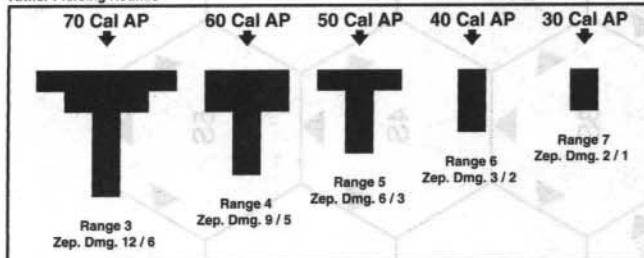 70 Cal AP
60 Cal AP
50 Cal AP
40 Cal AP
30 Cal AP
Range 3
Zep. Dmg. 12 / 6
Range 4
Zep. Dmg. 9 / 5
Range 5
Zep. Dmg. 6 / 3
Range 6
Zep. Dmg. 3 / 2
Range 7
Zep. Dmg. 2 / 1